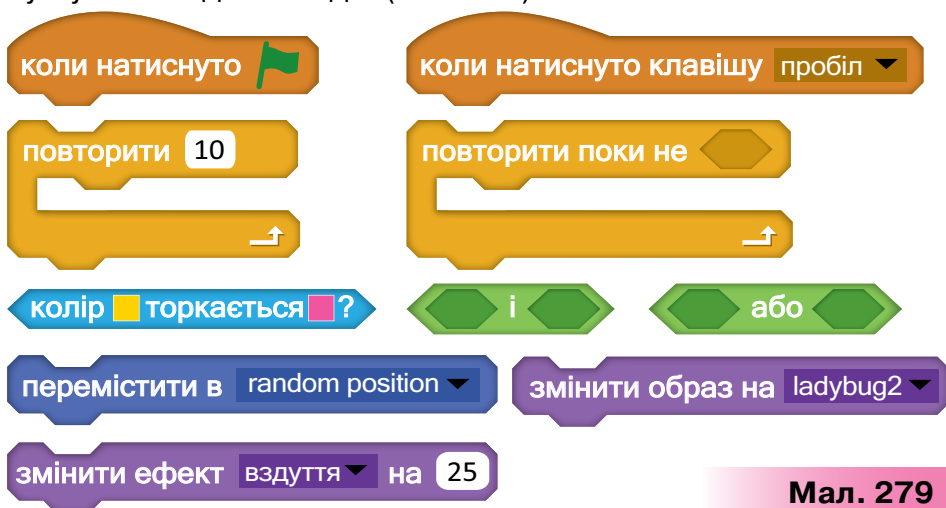 коли натиснуто
коли натиснуто клавішу пробіл
повторити 10
повторити поки не
колір торкається ?
і
або
перемістити в random position
змінити образ на ladybug2
змінити ефект вздуття на 25
Мал. 279